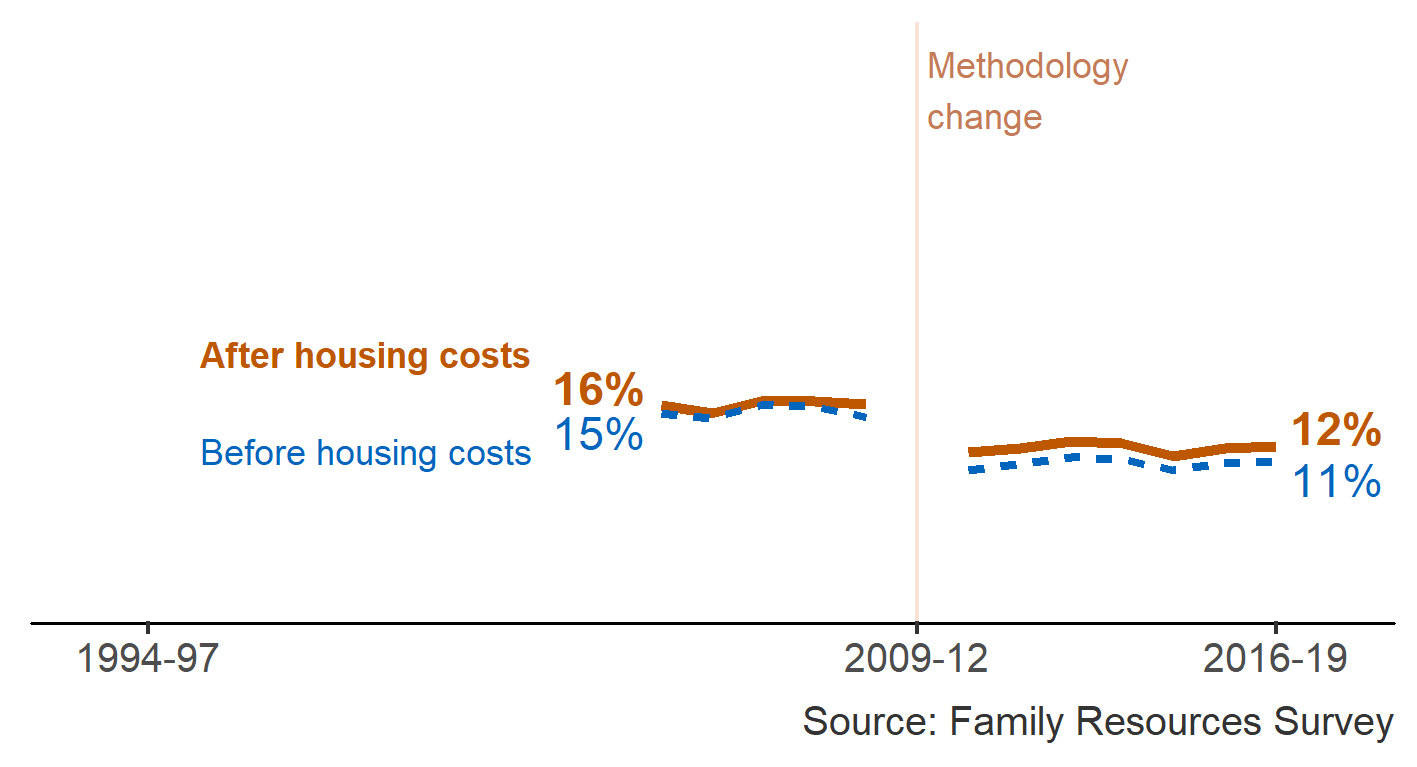 Methodology
change
After housing costs
16%
15%
Before housing costs
12%
11%
1994-97
2009-12
2016-19
Source: Family Resources Survey